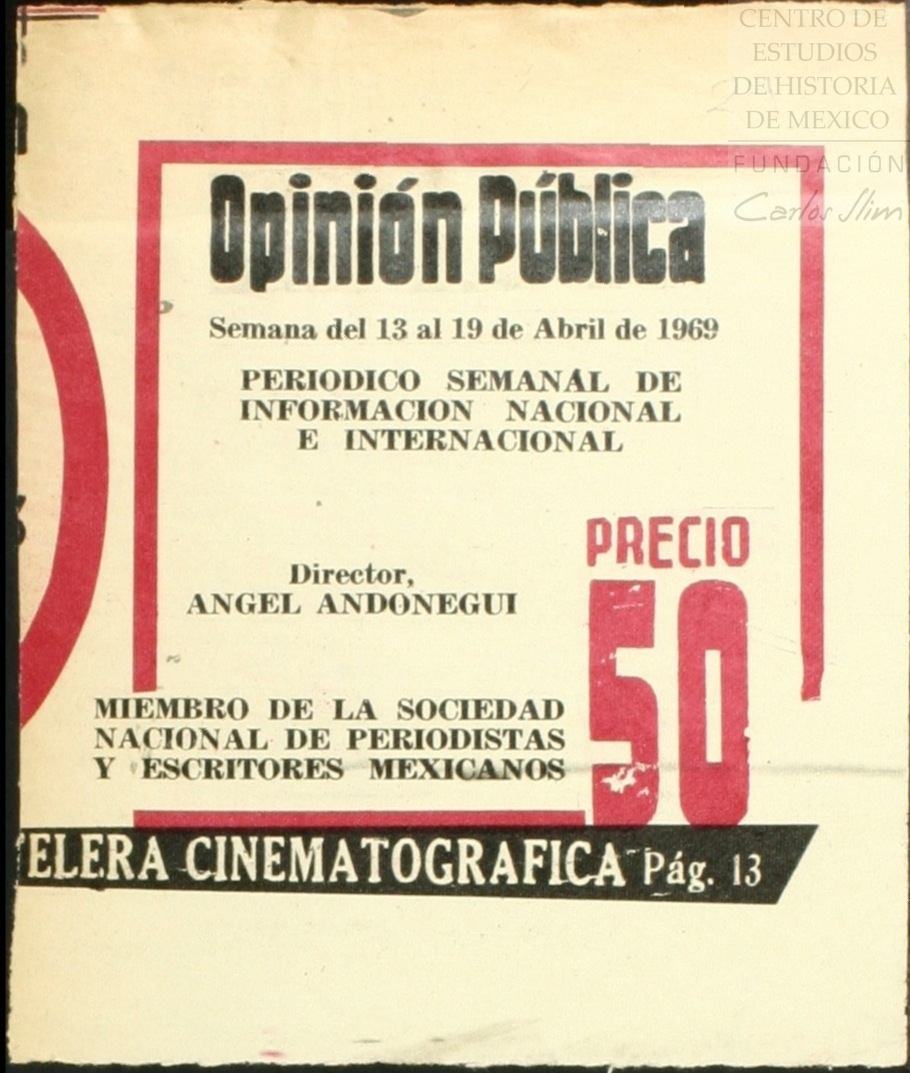 CENTRO DE
ESTUDIOS
DE HISTORIA
DE MEXICO
FUNDACIÓN
Carlos Slim
Opinión Pública
Semana del 13 al 19 de Abril de 1969
PERIODICO SEMANAL DE
INFORMACION NACIONAL
E INTERNACIONAL
Director,
ANGEL ANDONEGUI
PRECIO
50
MIEMBRO DE LA SOCIEDAD
NACIONAL DE PERIODISTAS
Y ESCRITORES MEXICANOS
ELERA CINEMATOGRAFICA Pág. 13